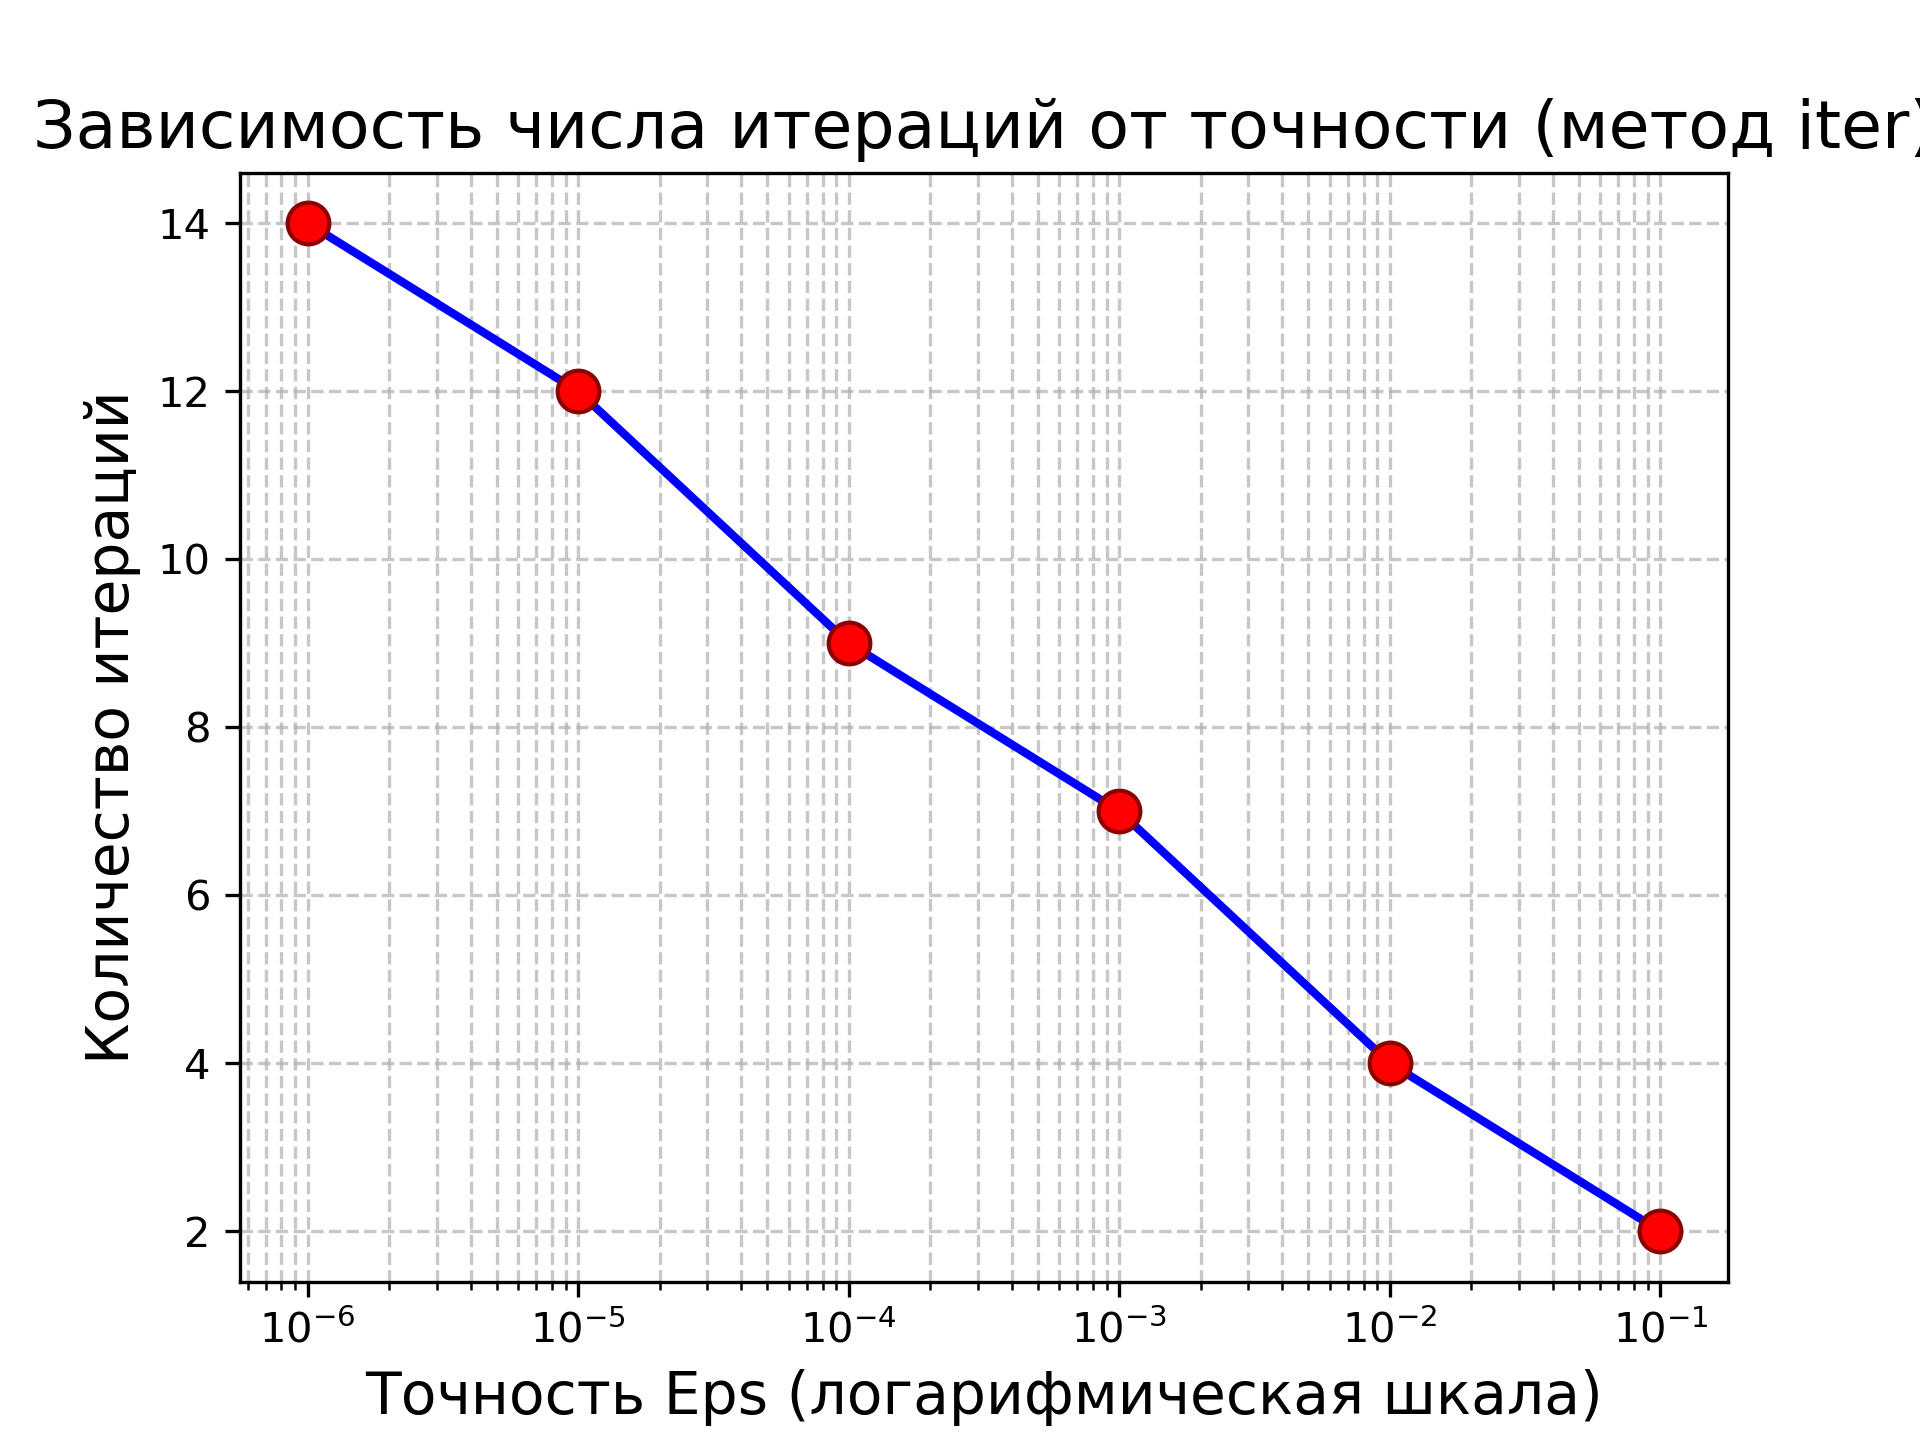 Зависимость числа итераций от точности (метод iter)
Количество итераций
14
12
10
8
6
4
2
10⁻⁶ 10⁻⁵ 10⁻⁴ 10⁻³ 10⁻² 10⁻¹
Точность Eps (логарифмическая шкала)